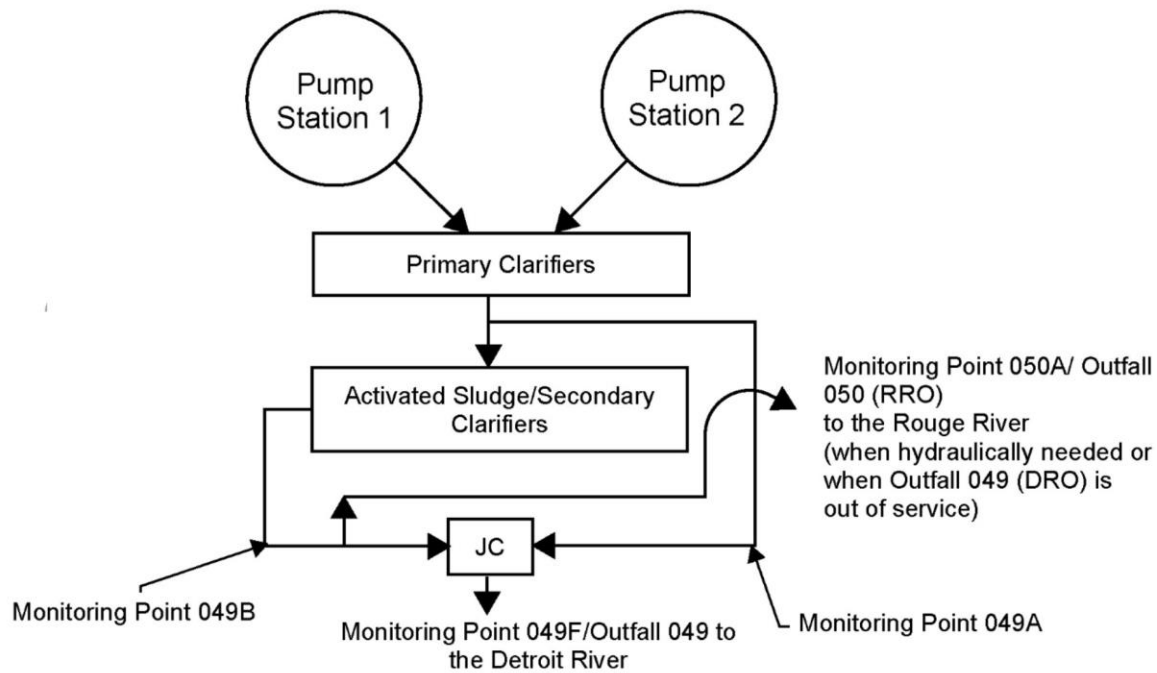 Pump
Station 1
Pump
Station 2
Primary Clarifiers
Activated Sludge/Secondary
Clarifiers
Monitoring Point 050A/ Outfall
050 (RRO)
to the Rouge River
(when hydraulically needed or
when Outfall 049 (DRO) is
out of service)
JC
Monitoring Point 049B
Monitoring Point 049F/Outfall 049 to
the Detroit River
Monitoring Point 049A